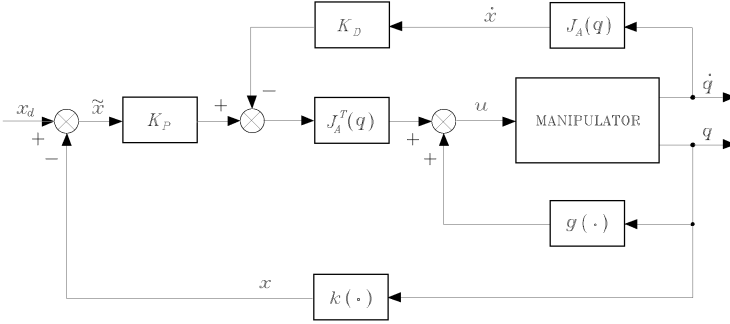 K_D
ẋ
J_A(q)
x_d
x̃
K_P
+
−
J_A^T(q)
u
MANIPULATOR
q̇
q
+
−
+
+
g(·)
x
k(·)